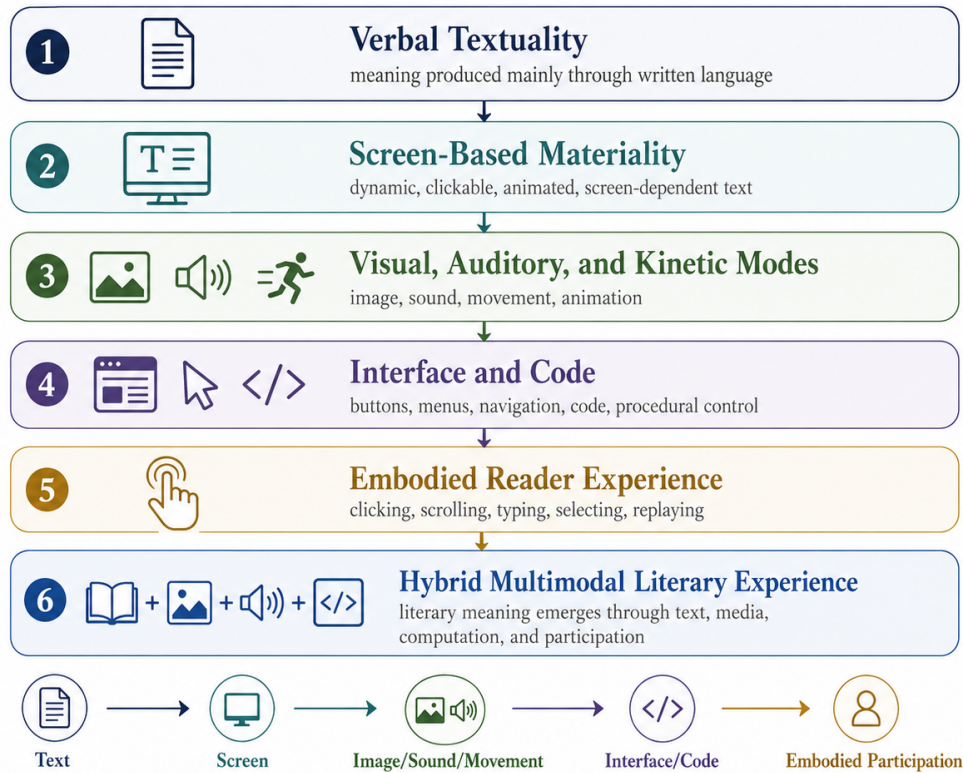 1
Verbal Textuality
meaning produced mainly through written language
2
T
Screen-Based Materiality
dynamic, clickable, animated, screen-dependent text
3
Visual, Auditory, and Kinetic Modes
image, sound, movement, animation
4
</>
Interface and Code
buttons, menus, navigation, code, procedural control
5
Embodied Reader Experience
clicking, scrolling, typing, selecting, replaying
6
+ + + </>
Hybrid Multimodal Literary Experience
literary meaning emerges through text, media,
computation, and participation
</>
Text Screen Image/Sound/Movement Interface/Code Embodied Participation